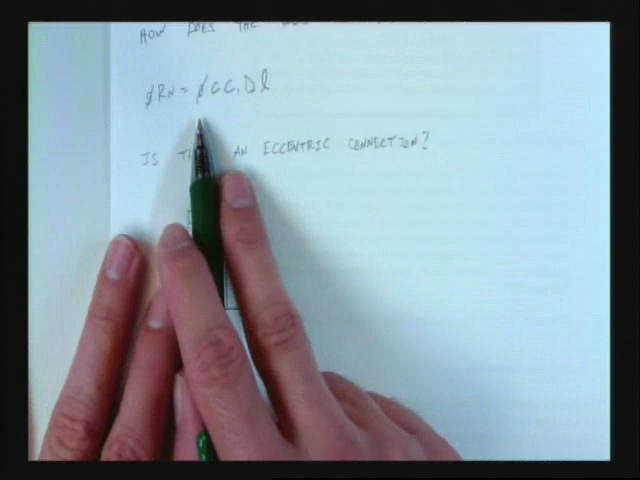 HOW DOES THE
ϕRn = ϕCC,Dl
IS AN ECCENTRIC CONNECTION?